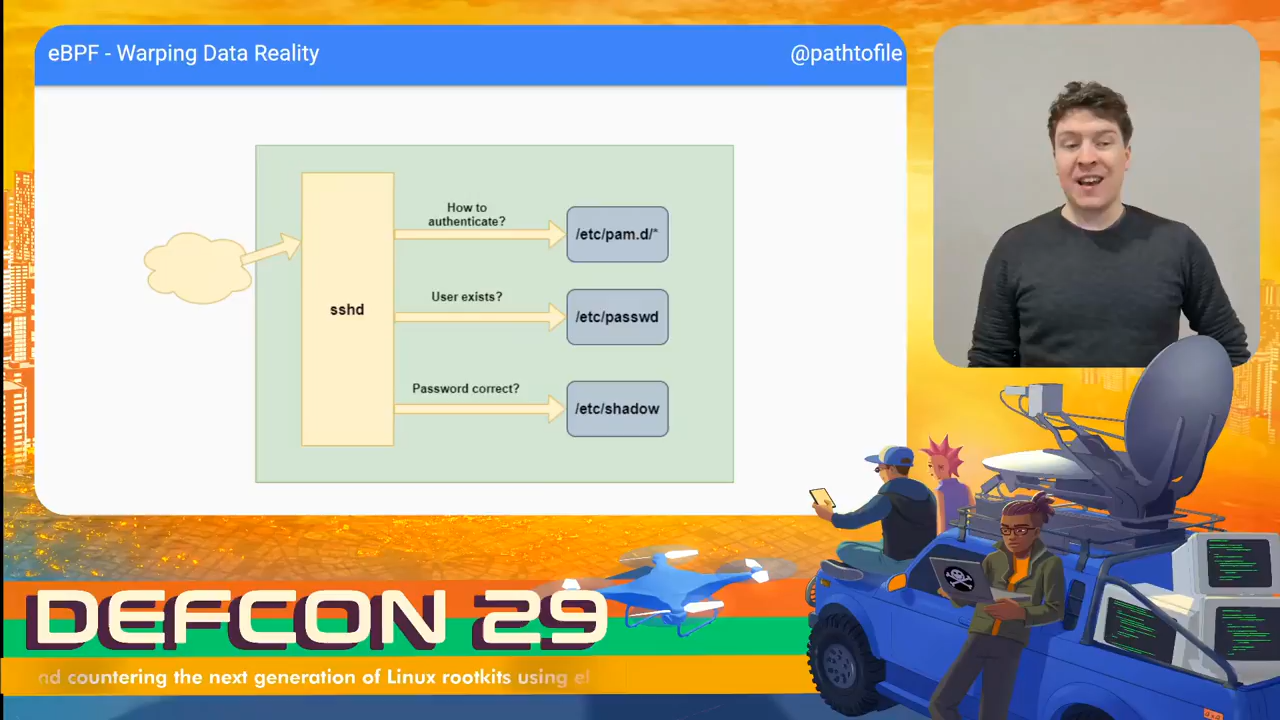 eBPF - Warping Data Reality
@pathtofile
How to
authenticate?
/etc/pam.d/*
User exists?
sshd
/etc/passwd
Password correct?
/etc/shadow
DEFCON 29
nd countering the next generation of Linux rootkits using eB